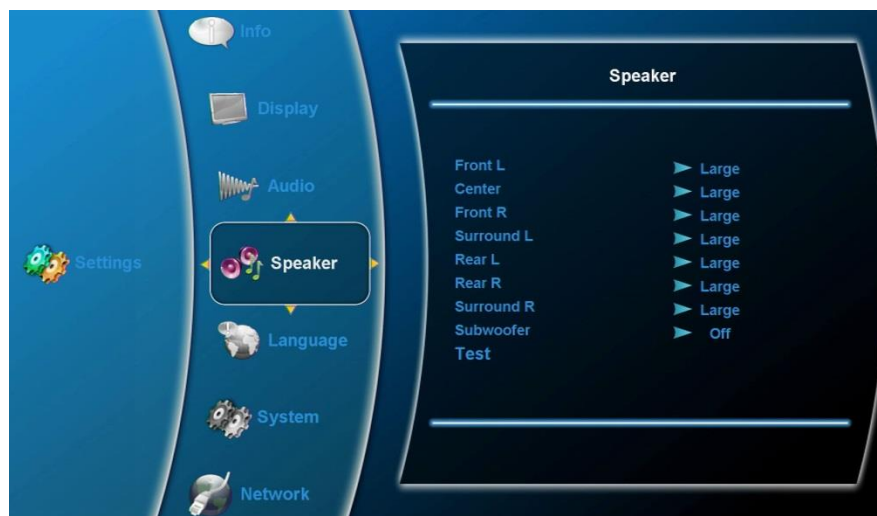 Settings
Info
Display
Audio
Speaker
Language
System
Network
Speaker
Front L Large
Center Large
Front R Large
Surround L Large
Rear L Large
Rear R Large
Surround R Large
Subwoofer Off
Test